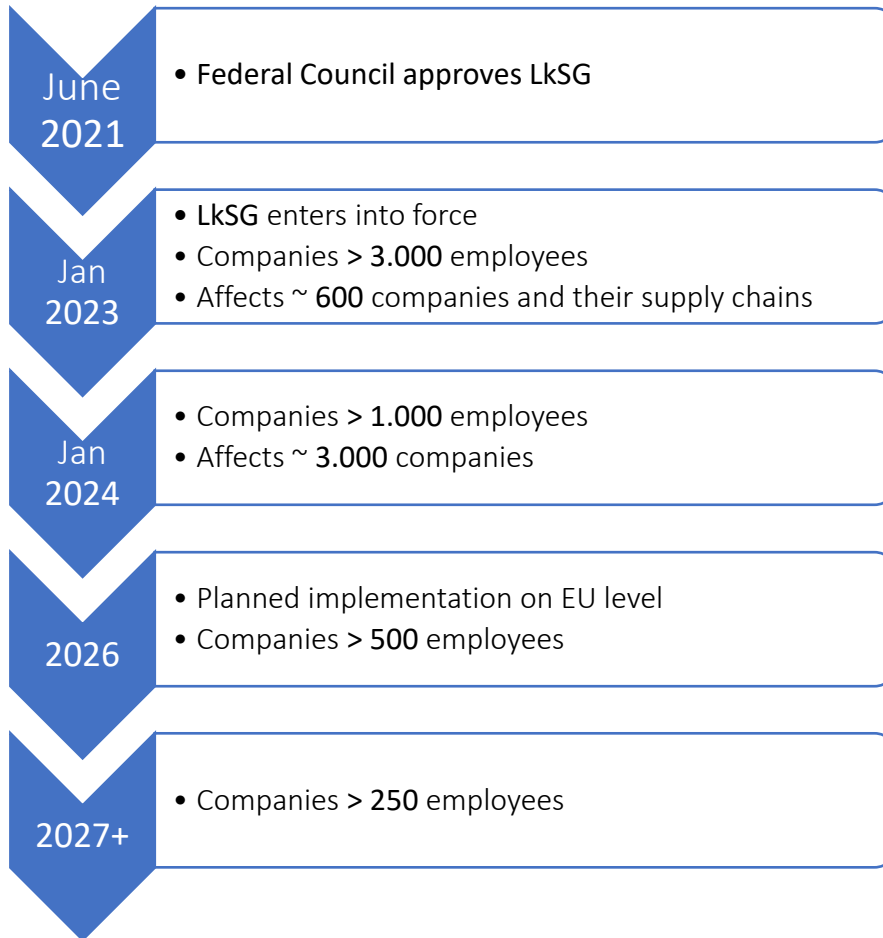 June
2021
• Federal Council approves LkSG
Jan
2023
• LkSG enters into force
• Companies > 3.000 employees
• Affects ~ 600 companies and their supply chains
Jan
2024
• Companies > 1.000 employees
• Affects ~ 3.000 companies
2026
• Planned implementation on EU level
• Companies > 500 employees
2027+
• Companies > 250 employees